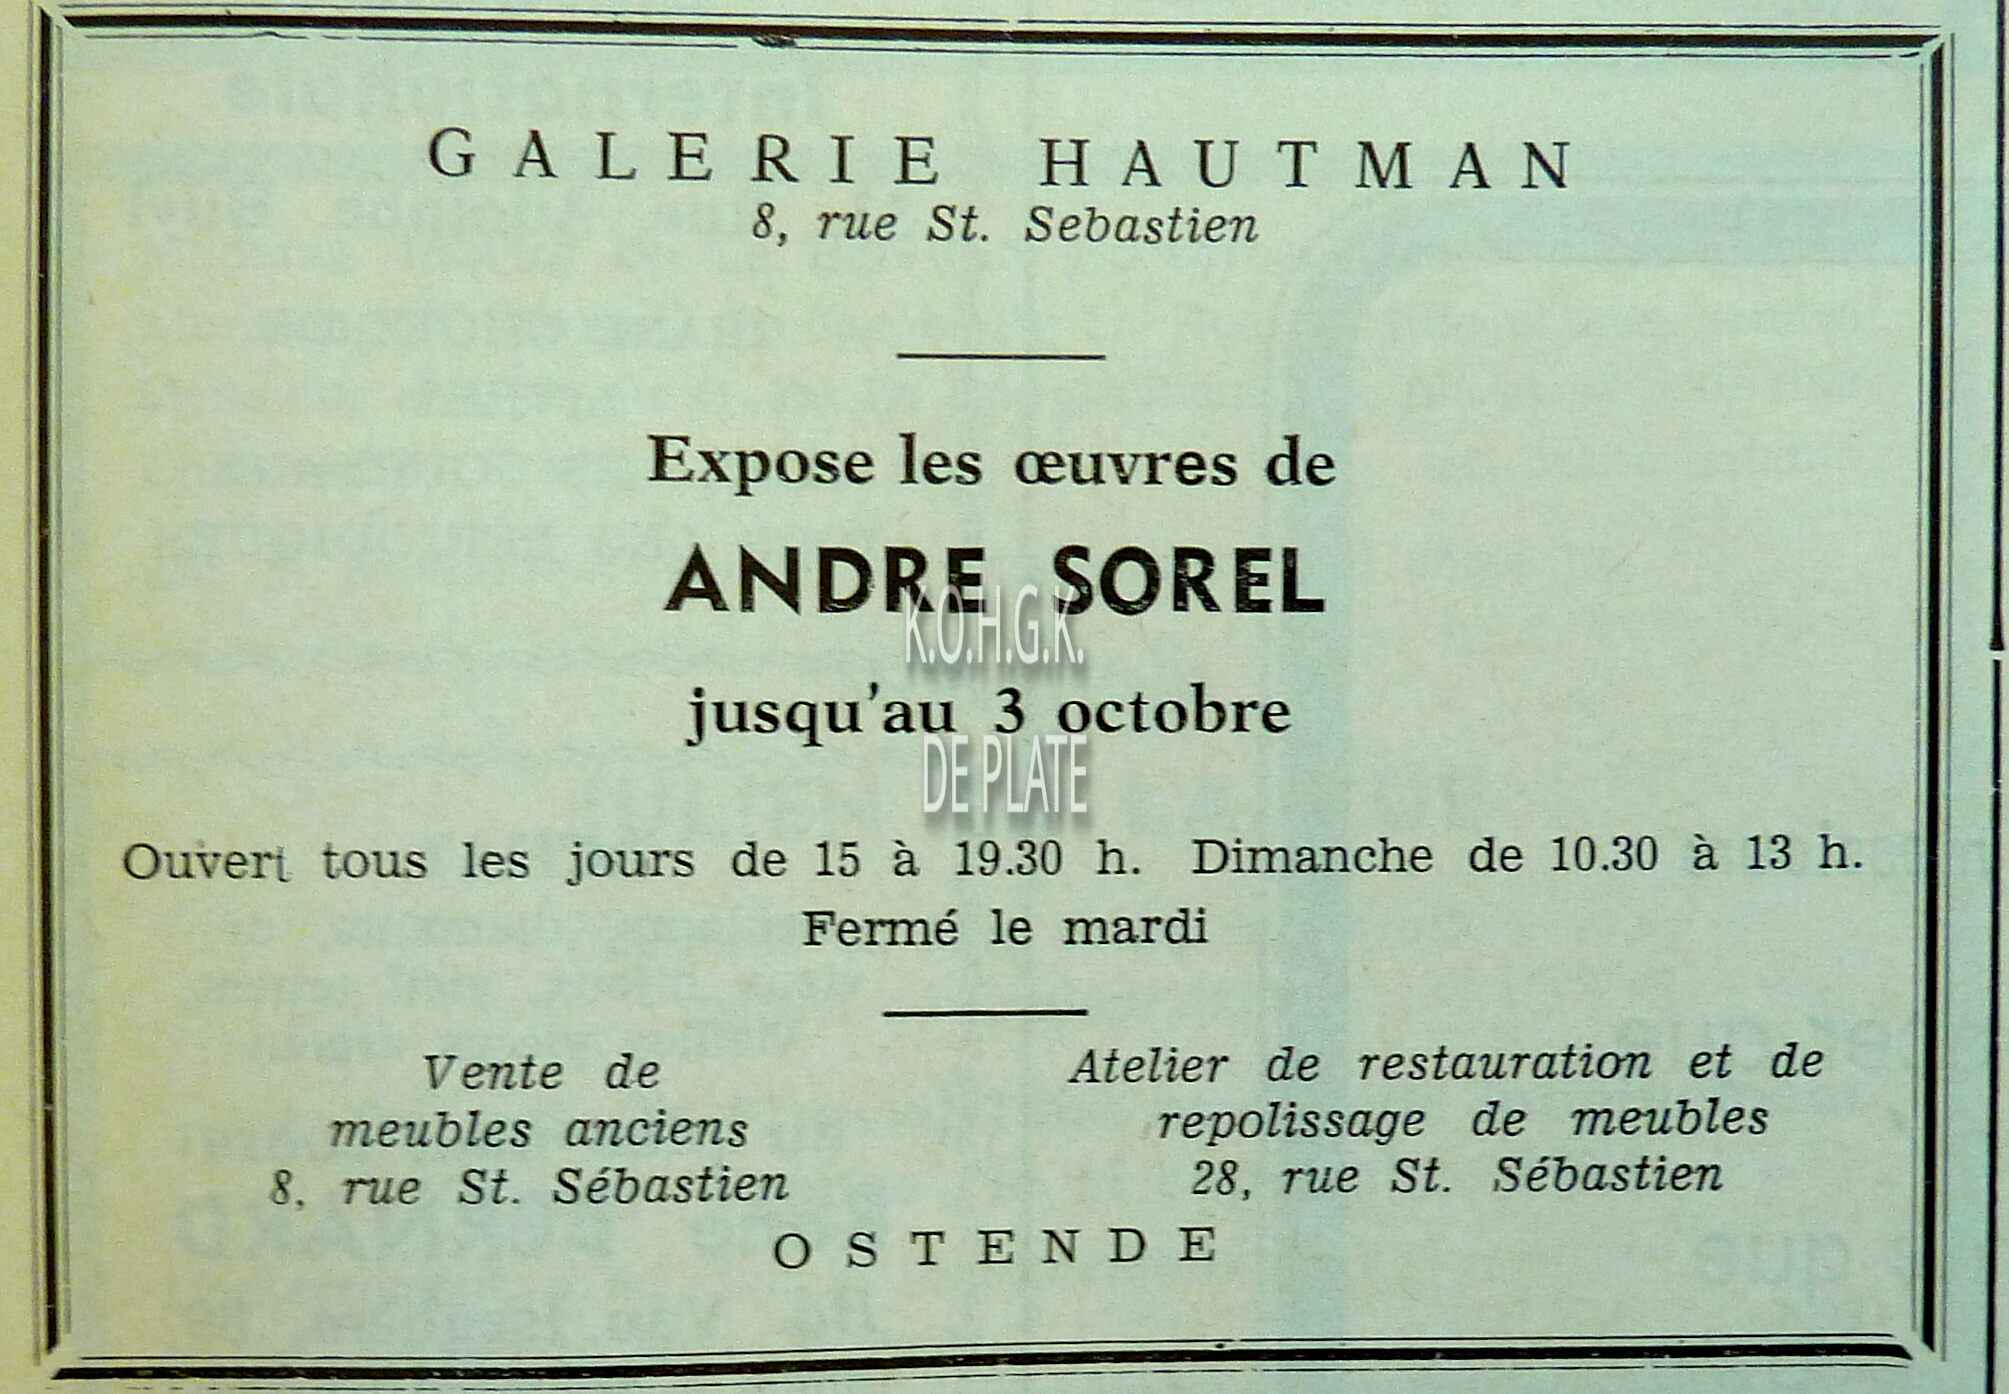 GALERIE HAUTMAN
8, rue St. Sebastien
Expose les œuvres de
ANDRE SOREL
K.O.H.G.K.
jusqu'au 3 octobre
DE PLATE
Ouvert tous les jours de 15 à 19.30 h. Dimanche de 10.30 à 13 h.
Fermé le mardi
Vente de
meubles anciens
8, rue St. Sébastien
Atelier de restauration et de
repolissage de meubles
28, rue St. Sébastien
OSTENDE